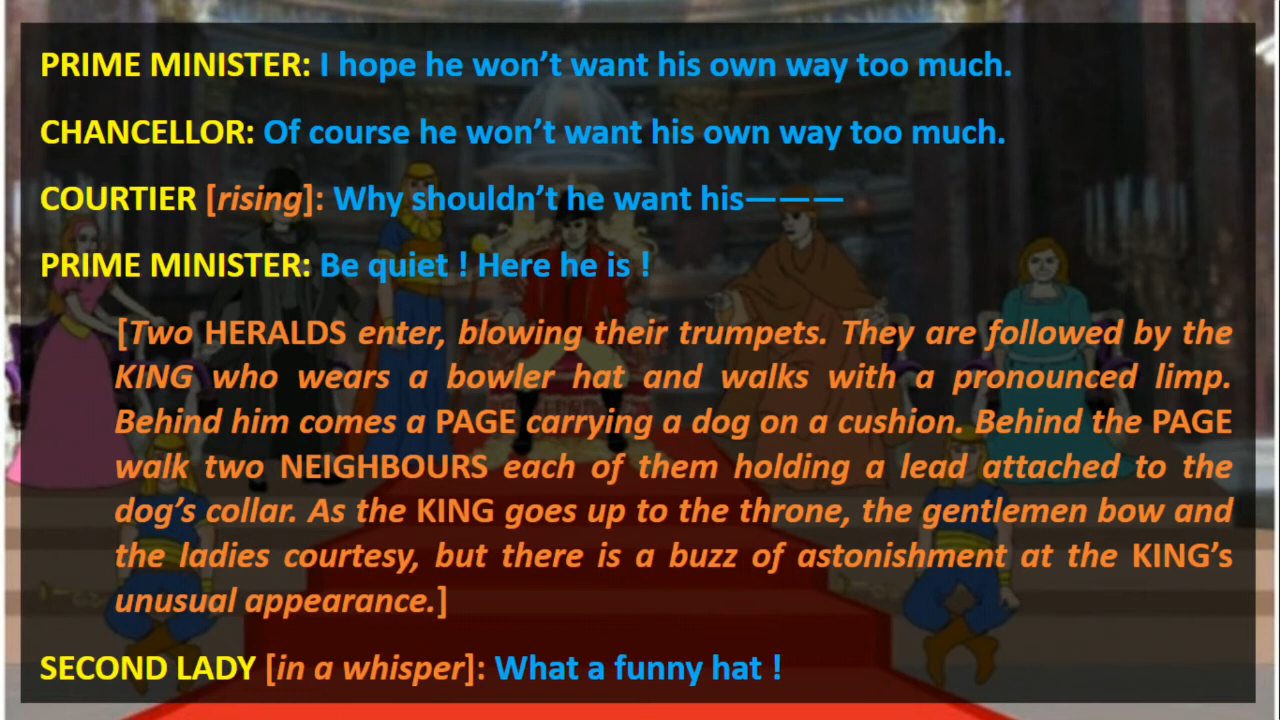 PRIME MINISTER: I hope he won’t want his own way too much.
CHANCELLOR: Of course he won’t want his own way too much.
COURTIER [rising]: Why shouldn’t he want his———
PRIME MINISTER: Be quiet ! Here he is !
[Two HERALDS enter, blowing their trumpets. They are followed by the
KING who wears a bowler hat and walks with a pronounced limp.
Behind him comes a PAGE carrying a dog on a cushion. Behind the PAGE
walk two NEIGHBOURS each of them holding a lead attached to the
dog’s collar. As the KING goes up to the throne, the gentlemen bow and
the ladies courtesy, but there is a buzz of astonishment at the KING’s
unusual appearance.]
SECOND LADY [in a whisper]: What a funny hat !